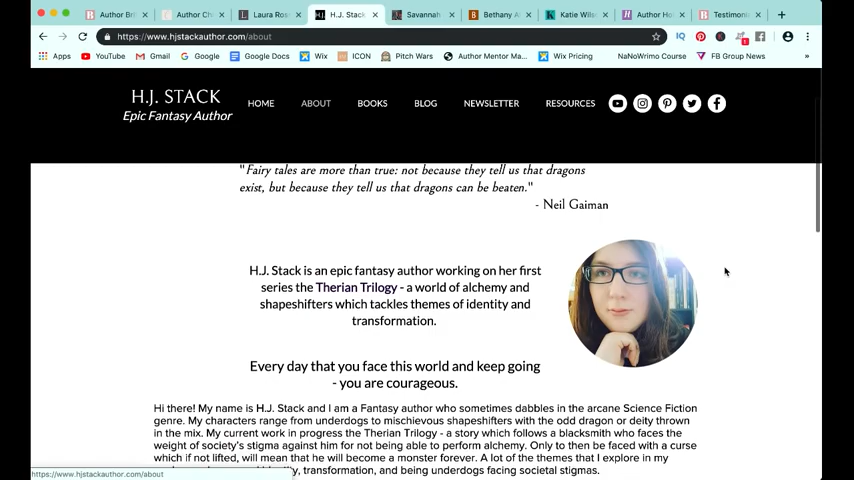 Author Bri
Author Ch
Laura Rose
H.J. Stack
Savannah
Bethany A
Katie Wils
Author Ho
Testimoni
https://www.hjstackauthor.com/about
Apps
YouTube
Gmail
Google
Google Docs
Wix
ICON
Pitch Wars
Author Mentor Ma...
Wix Pricing
NaNoWrimo Course
FB Group News
»
H.J. STACK
Epic Fantasy Author
HOME
ABOUT
BOOKS
BLOG
NEWSLETTER
RESOURCES
"Fairy tales are more than true: not because they tell us that dragons
exist, but because they tell us that dragons can be beaten."
- Neil Gaiman
H.J. Stack is an epic fantasy author working on her first
series the Therian Trilogy - a world of alchemy and
shapeshifters which tackles themes of identity and
transformation.
Every day that you face this world and keep going
- you are courageous.
Hi there! My name is H.J. Stack and I am a Fantasy author who sometimes dabbles in the arcane Science Fiction
genre. My characters range from underdogs to mischievous shapeshifters with the odd dragon or deity thrown
in the mix. My current work in progress the Therian Trilogy - a story which follows a blacksmith who faces the
weight of society's stigma against him for not being able to perform alchemy. Only to then be faced with a curse
which if not lifted, will mean that he will become a monster forever. A lot of the themes that I explore in my
transformation, and being underdogs facing societal stigmas.
https://www.hjstackauthor.com/about